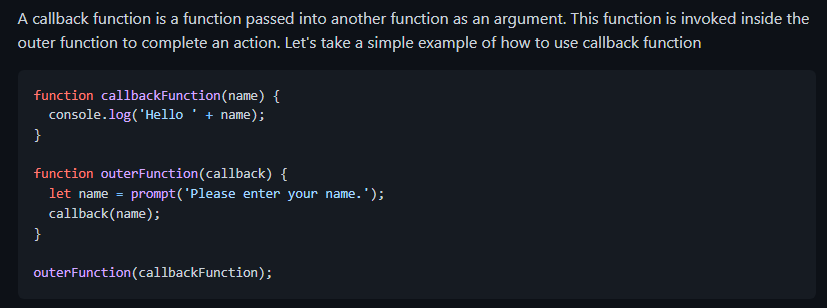 A callback function is a function passed into another function as an argument. This function is invoked inside the
outer function to complete an action. Let's take a simple example of how to use callback function
function callbackFunction(name) {
  console.log('Hello ' + name);
}
function outerFunction(callback) {
  let name = prompt('Please enter your name.');
  callback(name);
}
outerFunction(callbackFunction);